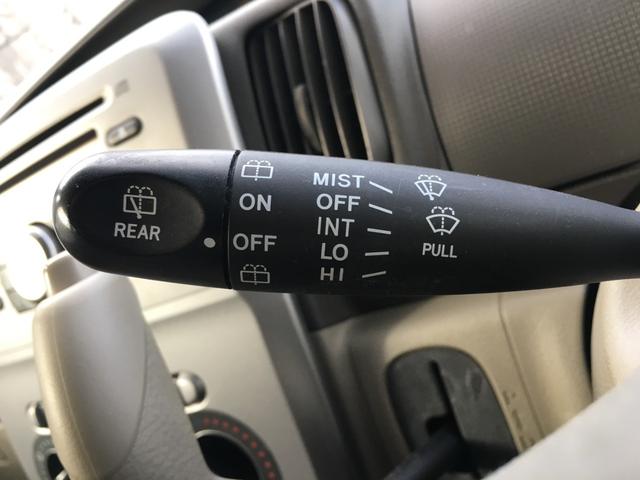 REAR
ON
OFF
MIST
OFF
INT
LO
HI
PULL